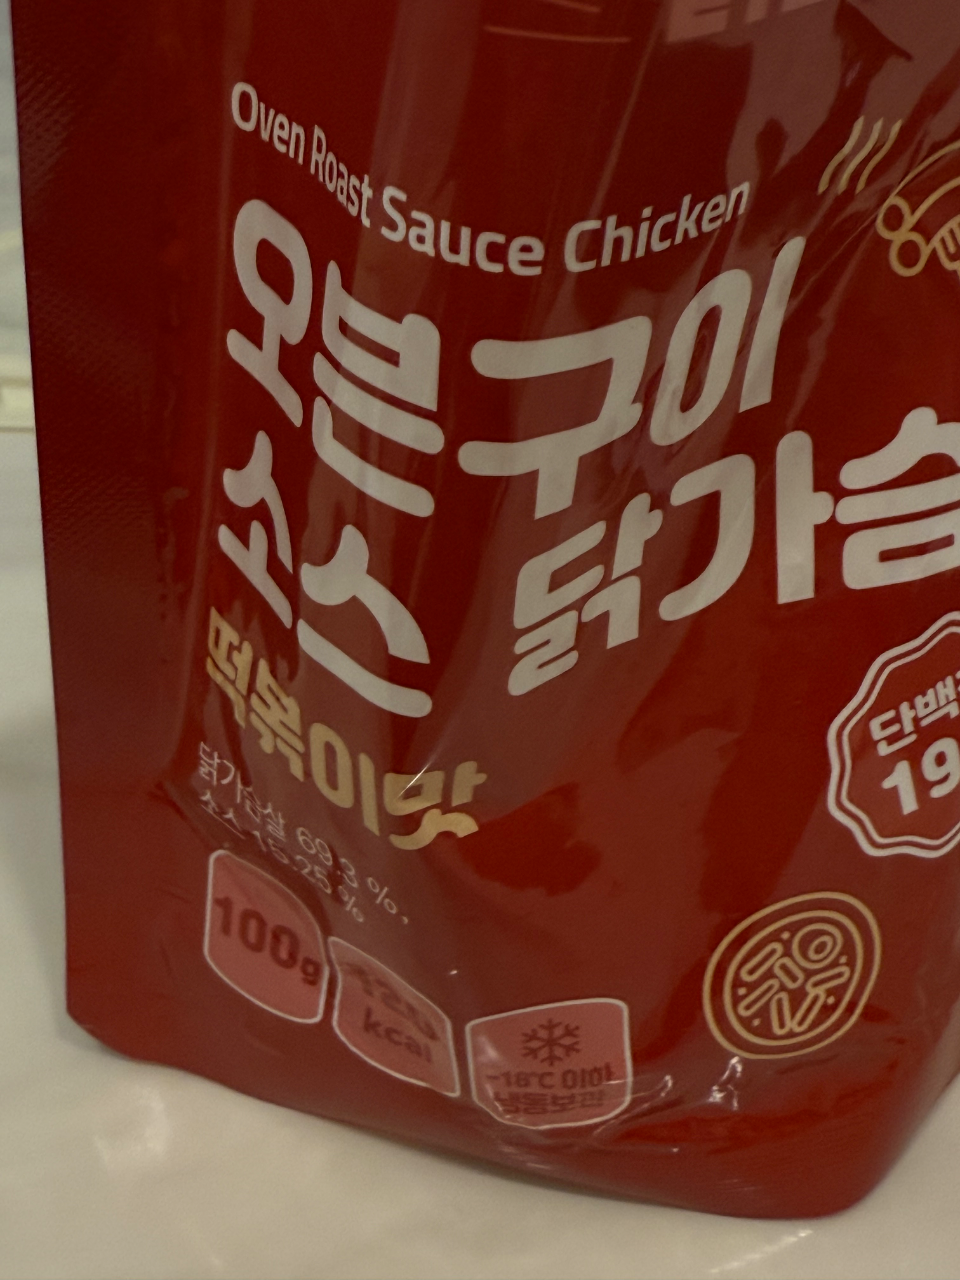 Oven Roast Sauce Chicken
오븐구이
소스 닭가슴
떡볶이맛
닭가슴살 69.3 %,
소스 15.25 %
단백
19
100g
kcal
-18℃ 이하
냉동보관